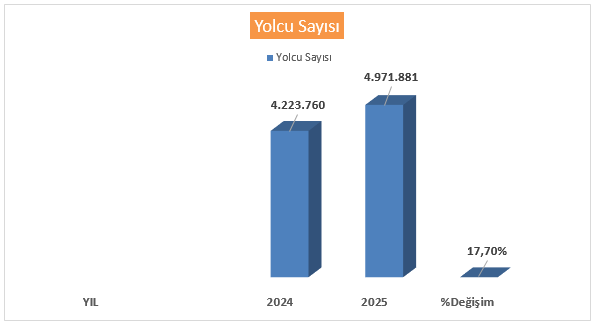 Yolcu Sayısı
Yolcu Sayısı
4.223.760
4.971.881
17,70%
YIL 2024 2025 %Değişim